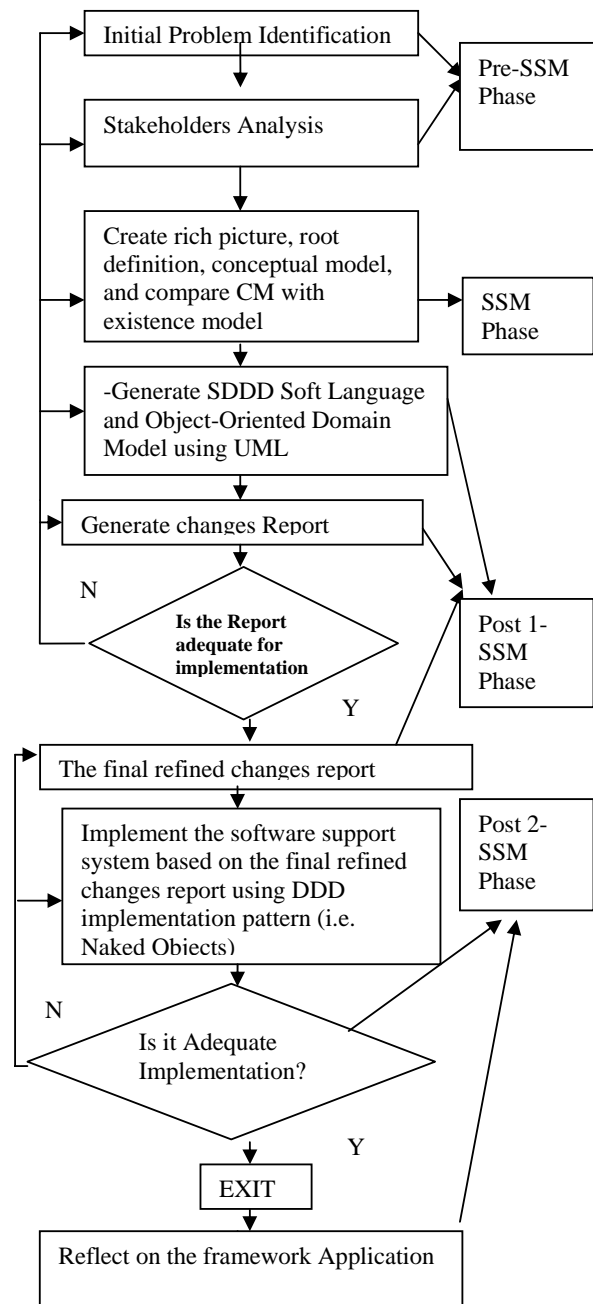 Initial Problem Identification
Pre-SSM
Phase
Stakeholders Analysis
Create rich picture, root
definition, conceptual model,
and compare CM with
existence model
SSM
Phase
-Generate SDDD Soft Language
and Object-Oriented Domain
Model using UML
Generate changes Report
N
Is the Report
adequate for
implementation
Post 1-
SSM
Phase
Y
The final refined changes report
Implement the software support
system based on the final refined
changes report using DDD
implementation pattern (i.e.
Naked Objects)
Post 2-
SSM
Phase
N
Is it Adequate
Implementation?
Y
EXIT
Reflect on the framework Application